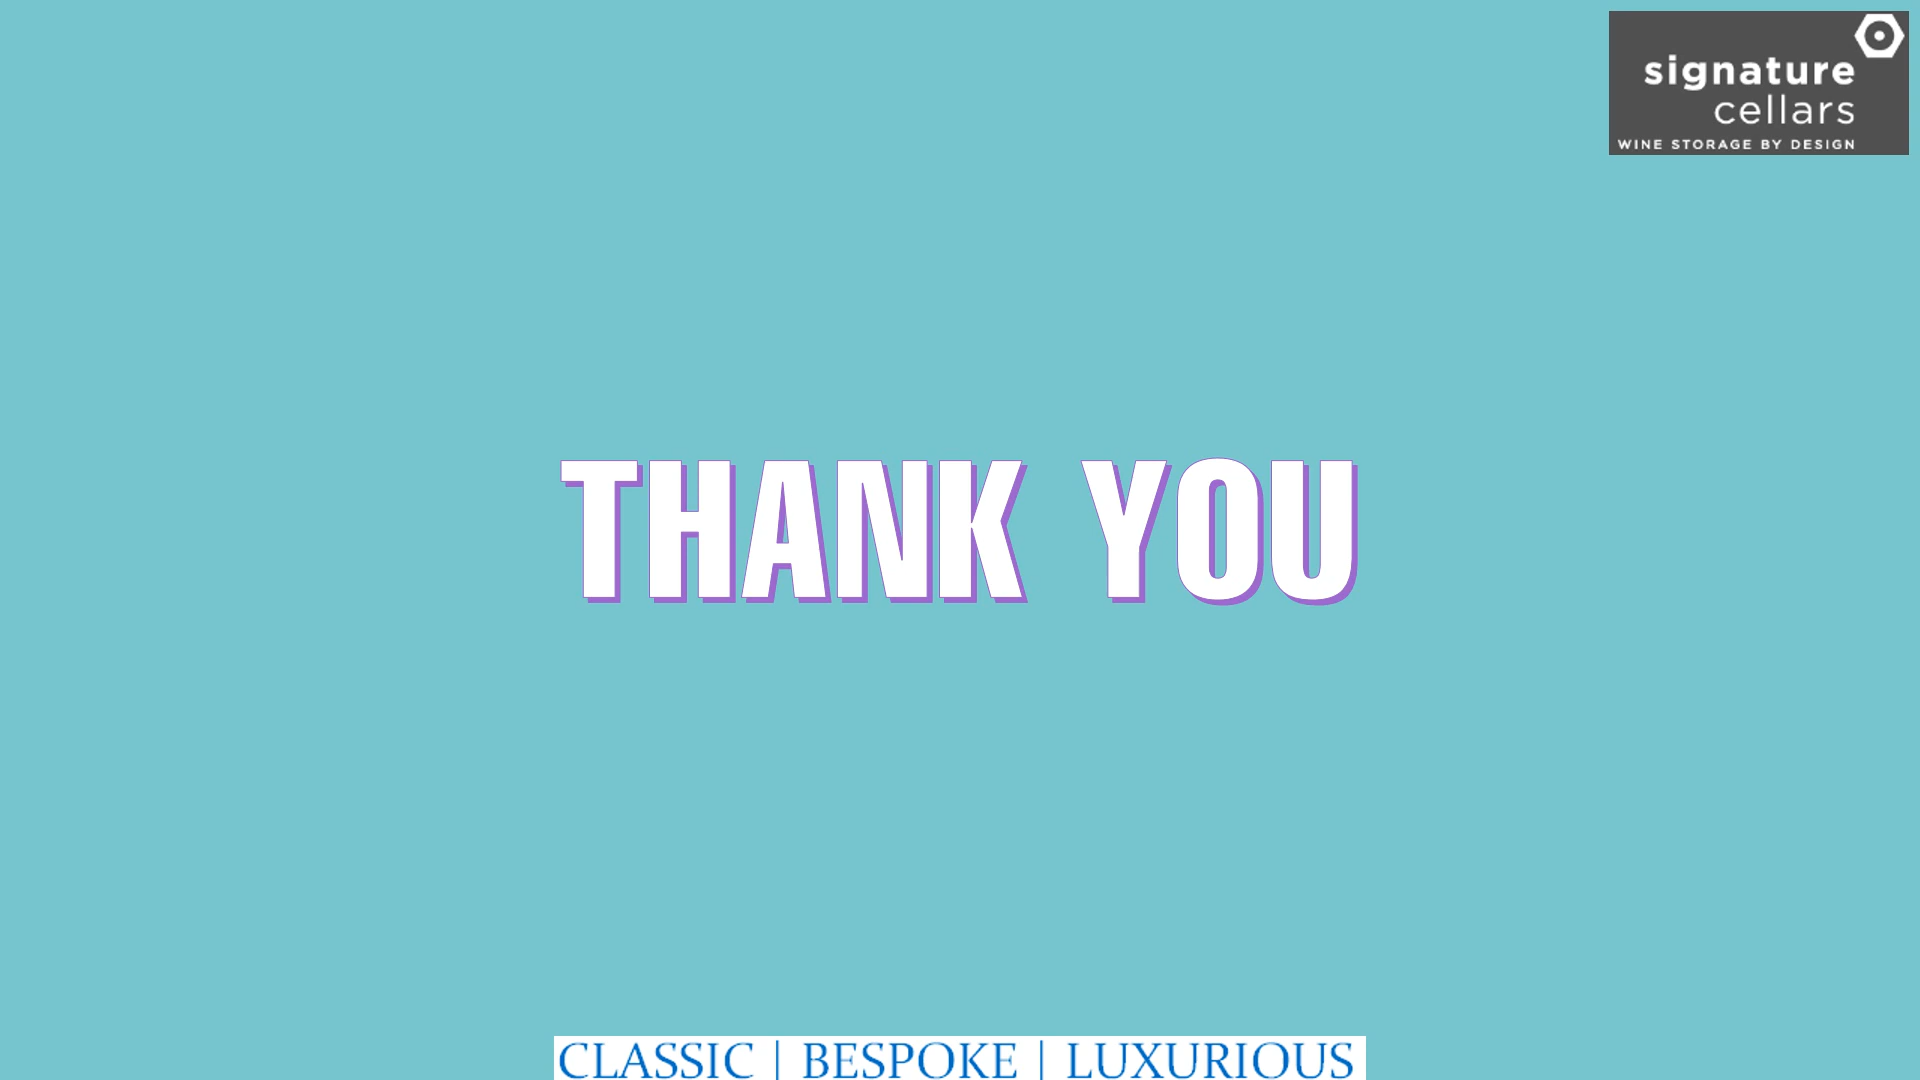 signature
cellars
WINE STORAGE BY DESIGN
THANK YOU
CLASSIC | BESPOKE | LUXURIOUS